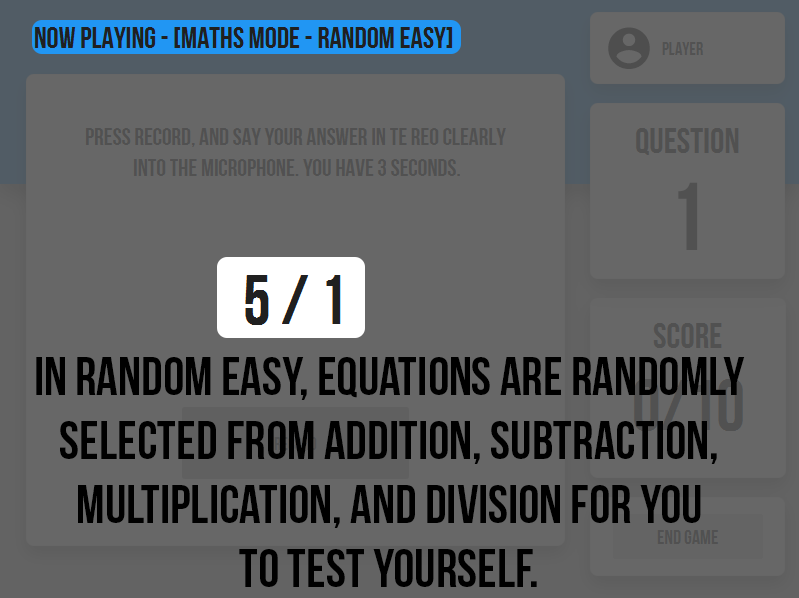 NOW PLAYING - [MATHS MODE - RANDOM EASY]
PLAYER
PRESS RECORD, AND SAY YOUR ANSWER IN TE REO CLEARLY
INTO THE MICROPHONE. YOU HAVE 3 SECONDS.
QUESTION
1
5 / 1
SCORE
0/10
IN RANDOM EASY, EQUATIONS ARE RANDOMLY
SELECTED FROM ADDITION, SUBTRACTION,
MULTIPLICATION, AND DIVISION FOR YOU
TO TEST YOURSELF.
END GAME